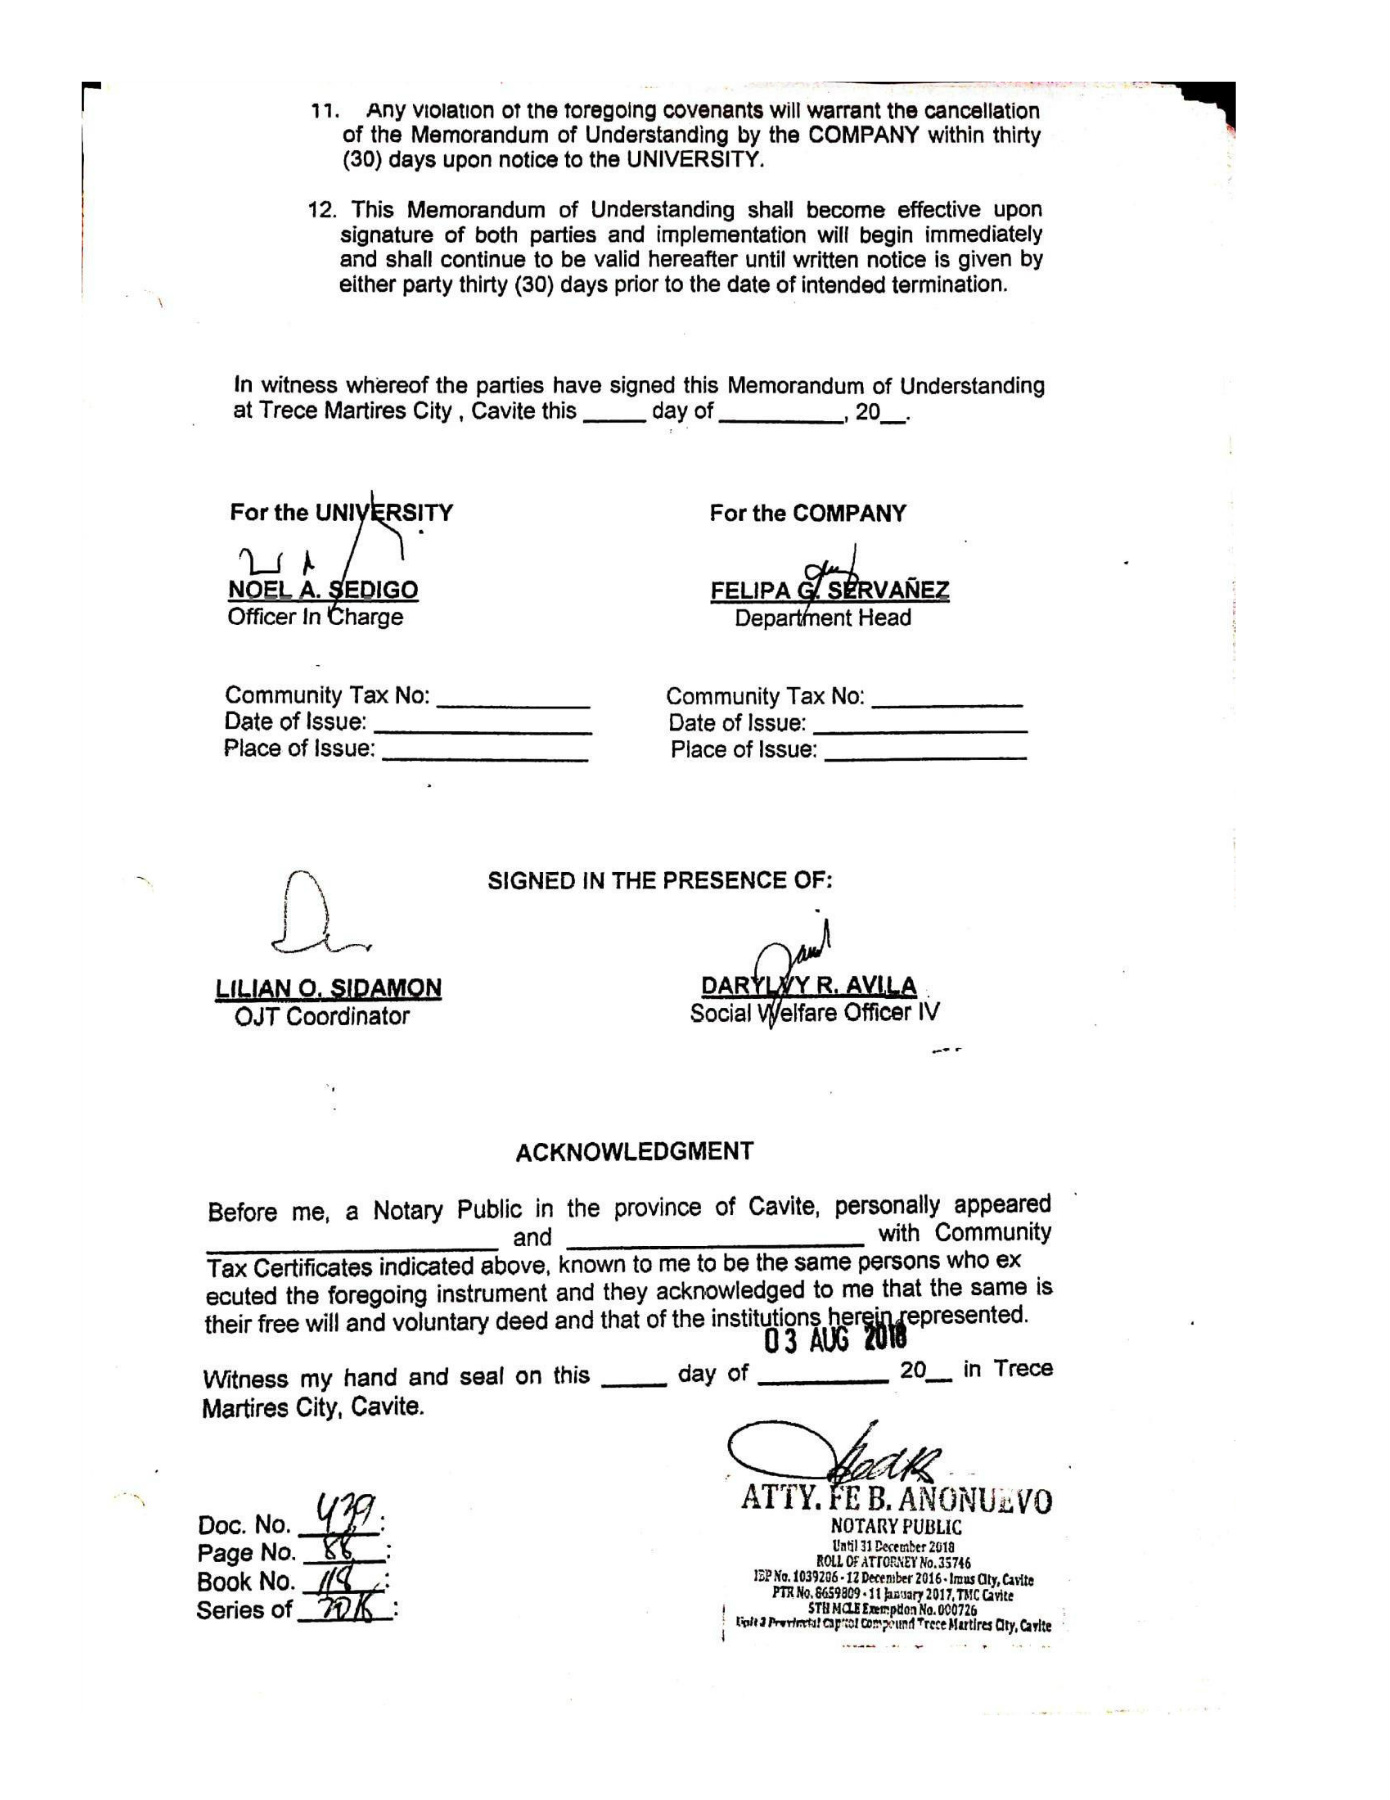 11. Any violation of the foregoing covenants will warrant the cancellation
of the Memorandum of Understanding by the COMPANY within thirty
(30) days upon notice to the UNIVERSITY.
12. This Memorandum of Understanding shall become effective upon
signature of both parties and implementation will begin immediately
and shall continue to be valid hereafter until written notice is given by
either party thirty (30) days prior to the date of intended termination.
In witness whereof the parties have signed this Memorandum of Understanding
at Trece Martires City , Cavite this _____ day of __________, 20__.
For the UNIVERSITY For the COMPANY
NOEL A. SEDIGO FELIPA G. SERVAÑEZ
Officer In Charge Department Head
Community Tax No: ____________ Community Tax No: ____________
Date of Issue: _________________ Date of Issue: _________________
Place of Issue: ________________ Place of Issue: ________________
SIGNED IN THE PRESENCE OF:
LILIAN O. SIDAMON DARYLVY R. AVILA
OJT Coordinator Social Welfare Officer IV
ACKNOWLEDGMENT
Before me, a Notary Public in the province of Cavite, personally appeared
_______________________ and _______________________ with Community
Tax Certificates indicated above, known to me to be the same persons who ex
ecuted the foregoing instrument and they acknowledged to me that the same is
their free will and voluntary deed and that of the institutions herein represented.
03 AUG 2018
Witness my hand and seal on this _____ day of __________ 20__ in Trece
Martires City, Cavite.
ATTY. FE B. ANONUEVO
NOTARY PUBLIC
Until 31 December 2018
ROLL OF ATTORNEY No. 35746
IBP No. 1039206 - 12 December 2016 - Imus City, Cavite
PTR No. 8659809 - 11 January 2017, TMC Cavite
5TH MCLE Exemption No. 000726
Unit 3 Provincial Capitol Compound Trece Martires City, Cavite
Doc. No. 439 :
Page No. 88 :
Book No. 118 :
Series of 2018 :